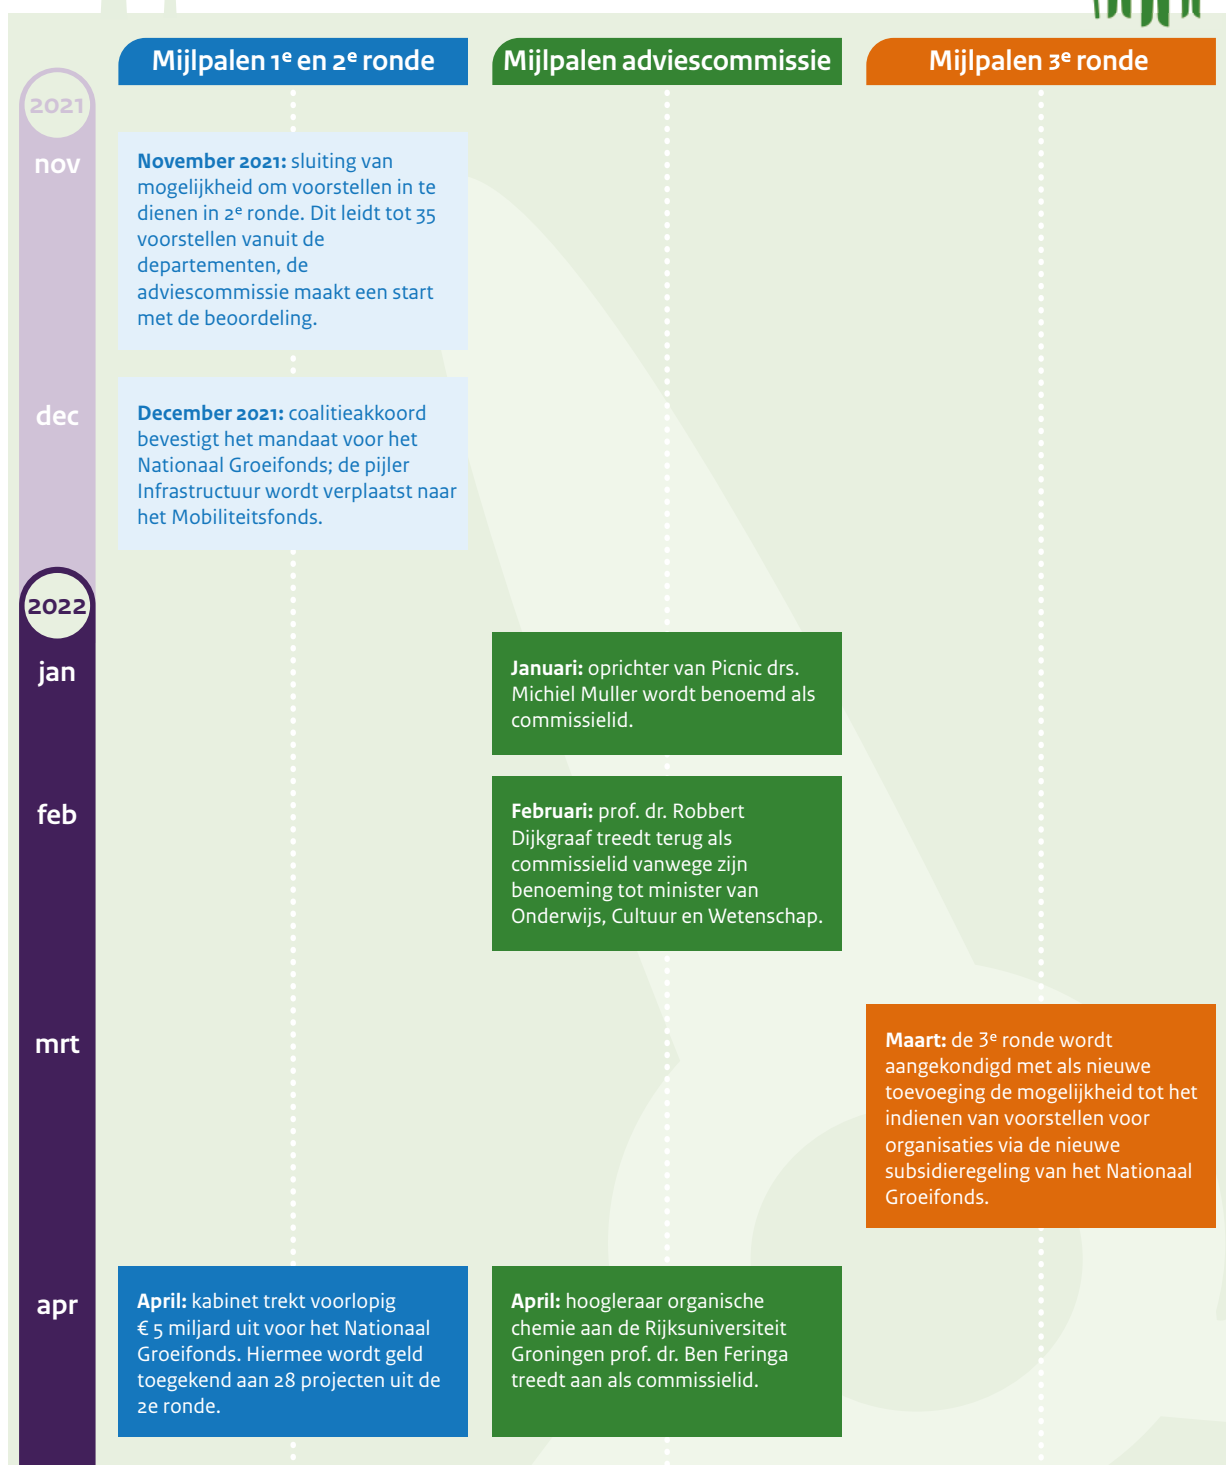 Mijlpalen 1e en 2e ronde
Mijlpalen adviescommissie
Mijlpalen 3e ronde
2021
nov
November 2021: sluiting van
mogelijkheid om voorstellen in te
dienen in 2e ronde. Dit leidt tot 35
voorstellen vanuit de
departementen, de
adviescommissie maakt een start
met de beoordeling.
dec
December 2021: coalitieakkoord
bevestigt het mandaat voor het
Nationaal Groeifonds; de pijler
Infrastructuur wordt verplaatst naar
het Mobiliteitsfonds.
2022
jan
Januari: oprichter van Picnic drs.
Michiel Muller wordt benoemd als
commissielid.
feb
Februari: prof. dr. Robbert
Dijkgraaf treedt terug als
commissielid vanwege zijn
benoeming tot minister van
Onderwijs, Cultuur en Wetenschap.
mrt
Maart: de 3e ronde wordt
aangekondigd met als nieuwe
toevoeging de mogelijkheid tot het
indienen van voorstellen voor
organisaties via de nieuwe
subsidieregeling van het Nationaal
Groeifonds.
apr
April: kabinet trekt voorlopig
€ 5 miljard uit voor het Nationaal
Groeifonds. Hiermee wordt geld
toegekend aan 28 projecten uit de
2e ronde.
April: hoogleraar organische
chemie aan de Rijksuniversiteit
Groningen prof. dr. Ben Feringa
treedt aan als commissielid.